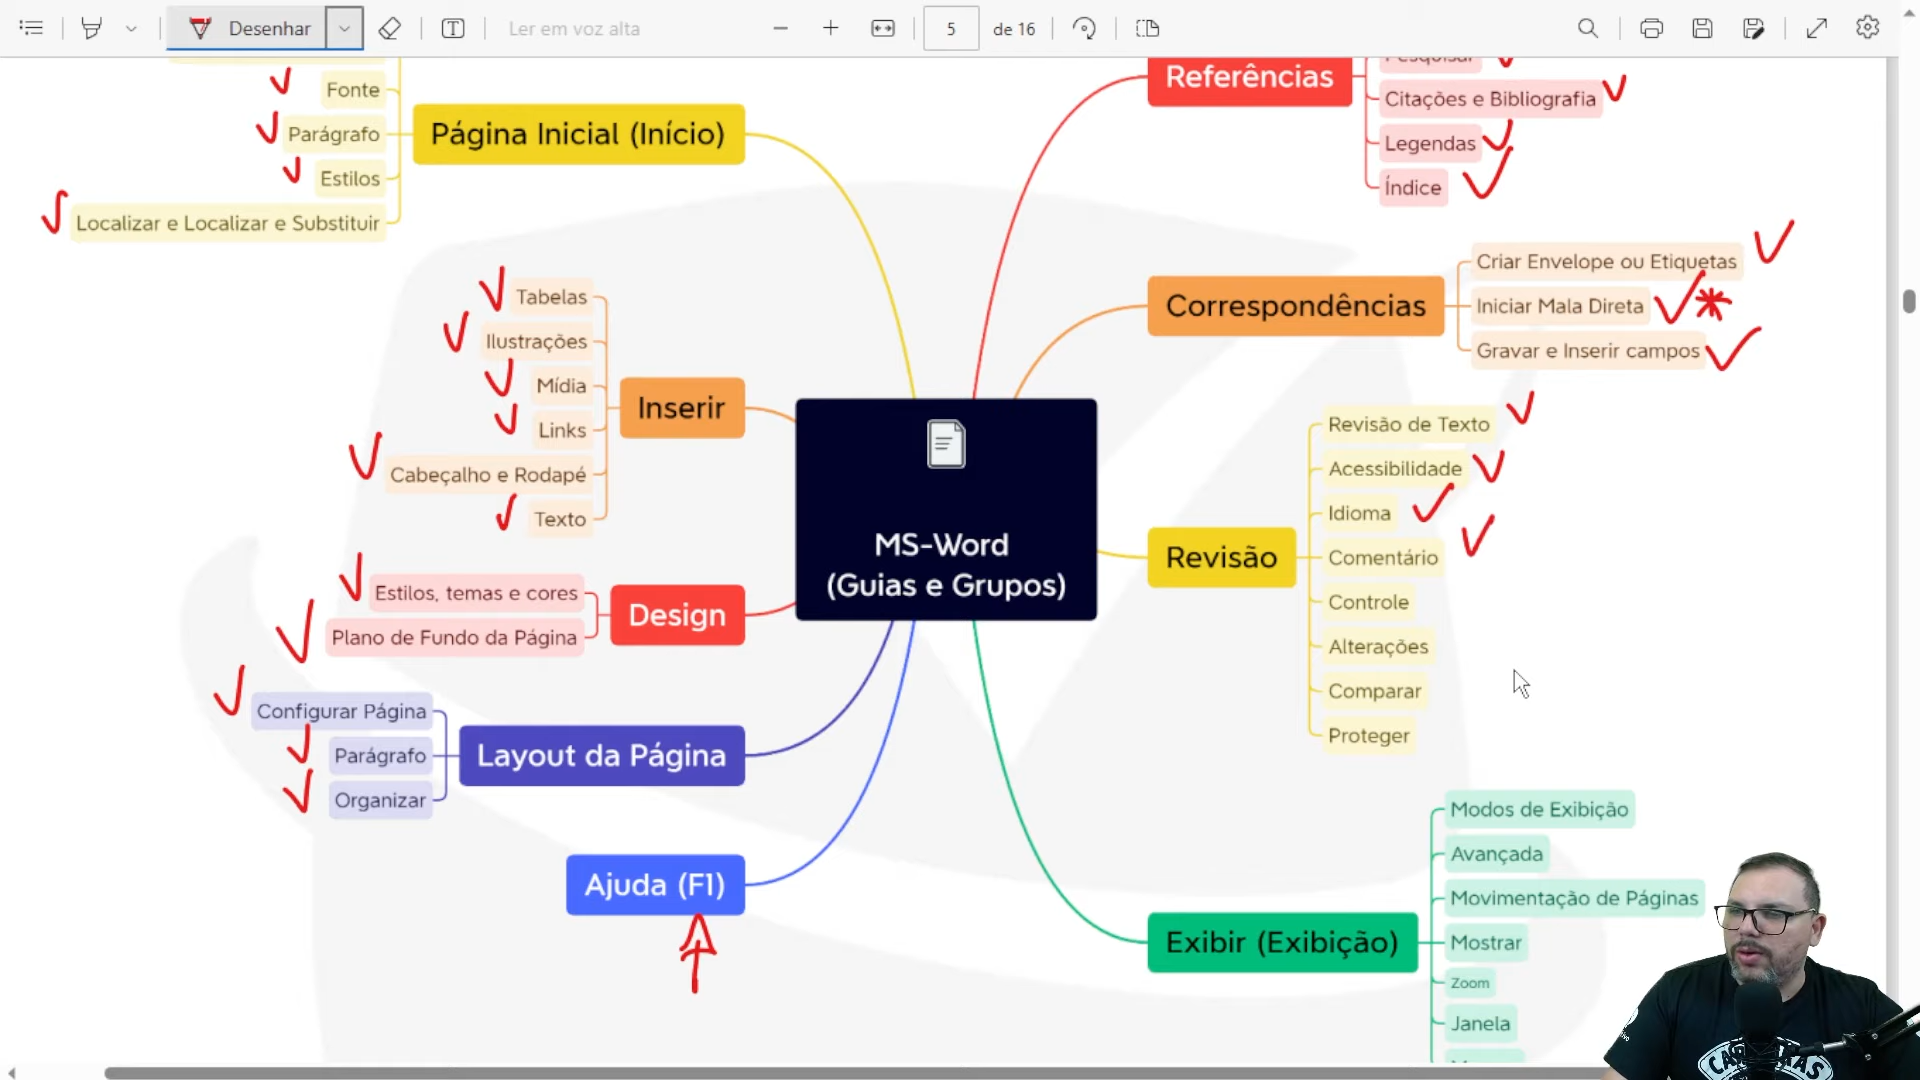 Desenhar
Ler em voz alta
5
de 16
Fonte
Parágrafo
Estilos
Localizar e Localizar e Substituir
Página Inicial (Início)
Tabelas
Ilustrações
Mídia
Links
Cabeçalho e Rodapé
Texto
Inserir
Estilos, temas e cores
Plano de Fundo da Página
Design
Configurar Página
Parágrafo
Organizar
Layout da Página
Ajuda (F1)
MS-Word
(Guias e Grupos)
Referências
Pesquisar
Citações e Bibliografia
Legendas
Índice
Correspondências
Criar Envelope ou Etiquetas
Iniciar Mala Direta
Gravar e Inserir campos
Revisão
Revisão de Texto
Acessibilidade
Idioma
Comentário
Controle
Alterações
Comparar
Proteger
Exibir (Exibição)
Modos de Exibição
Avançada
Movimentação de Páginas
Mostrar
Zoom
Janela